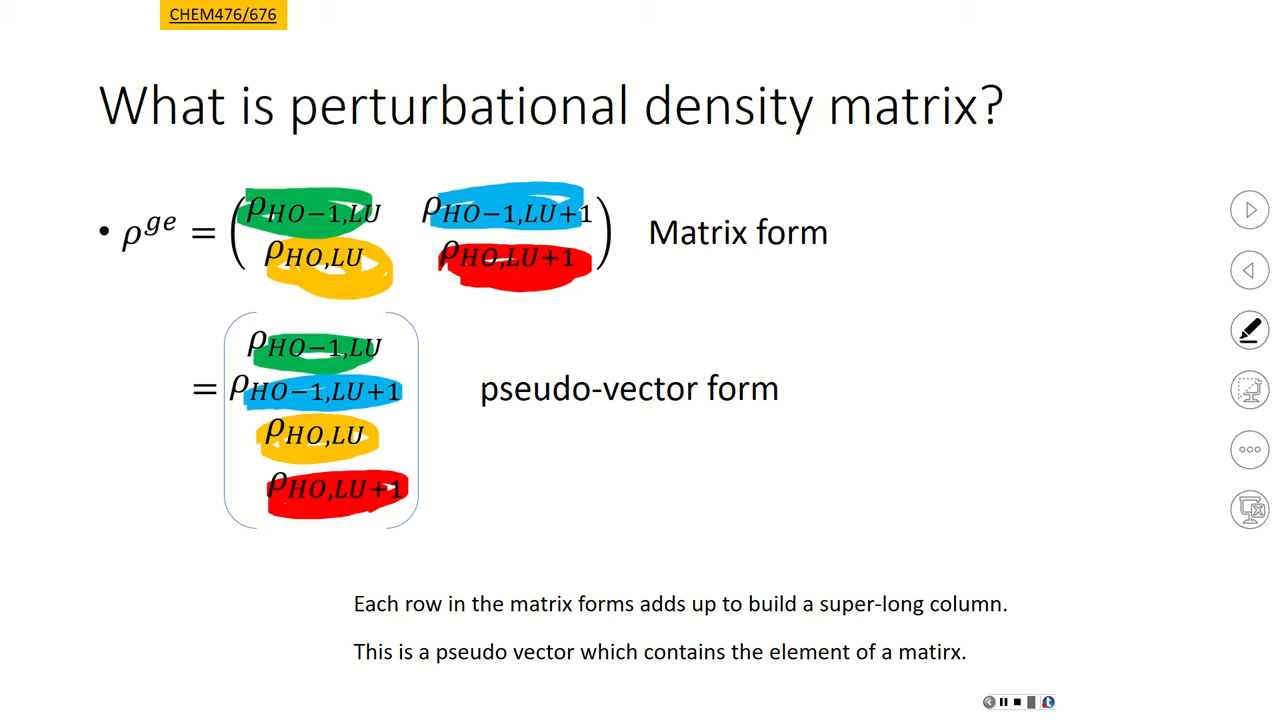 CHEM476/676
What is perturbational density matrix?
• ρ^{ge} = ( ρ_{HO−1,LU} ρ_{HO−1,LU+1}
ρ_{HO,LU} ρ_{HO,LU+1} ) Matrix form
ρ_{HO−1,LU}
= ρ_{HO−1,LU+1} pseudo-vector form
ρ_{HO,LU}
ρ_{HO,LU+1}
Each row in the matrix forms adds up to build a super-long column.
This is a pseudo vector which contains the element of a matirx.